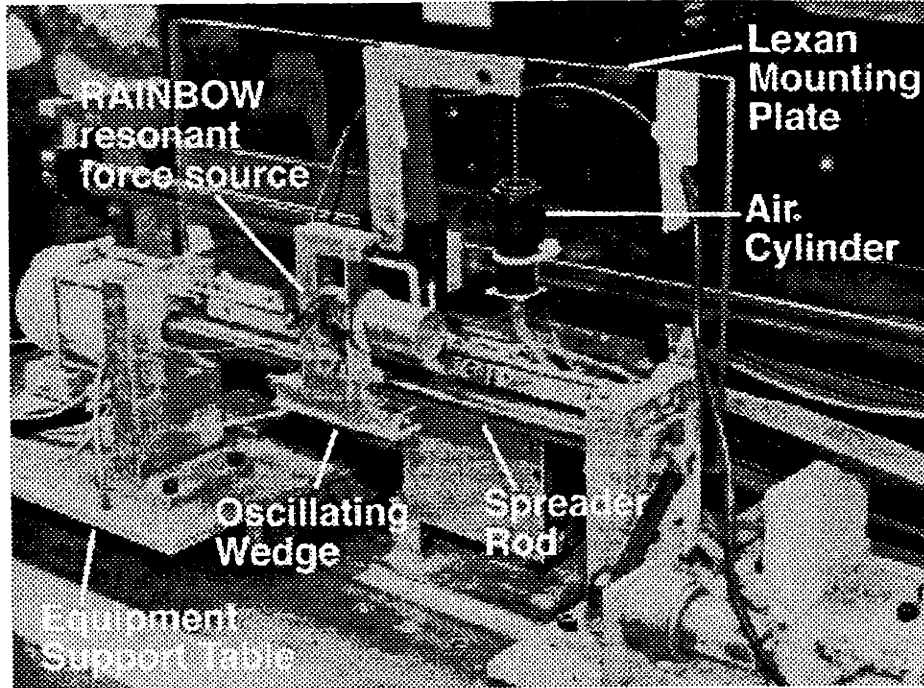 Lexan
Mounting
Plate
RAINBOW
resonant
force source
Air
Cylinder
Oscillating
Wedge
Spreader
Rod
Equipment
Support Table